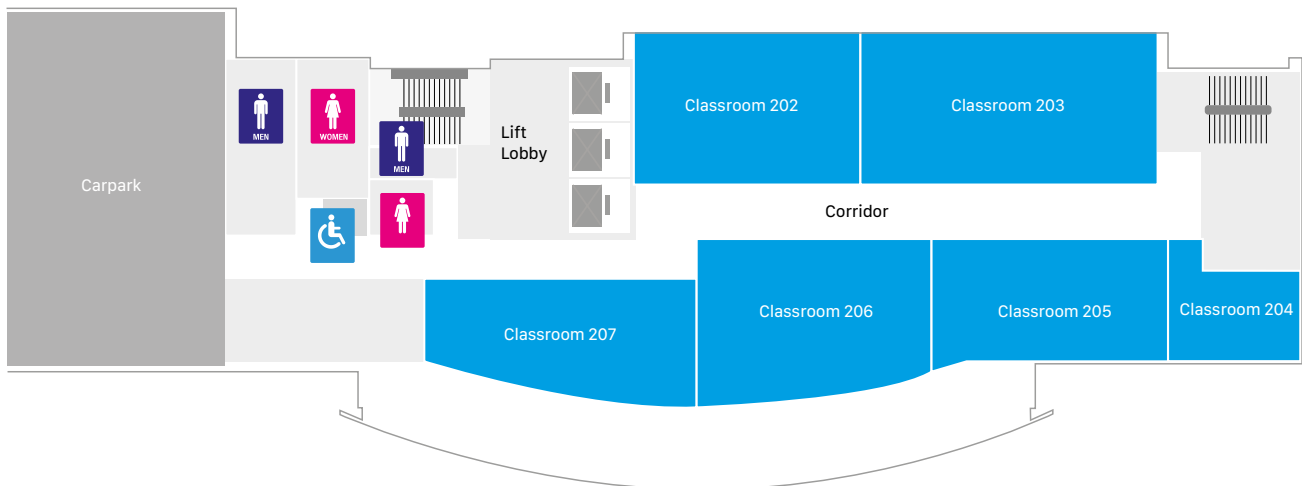 Carpark
MEN
WOMEN
MEN
Lift
Lobby
Classroom 202
Classroom 203
Corridor
Classroom 207
Classroom 206
Classroom 205
Classroom 204